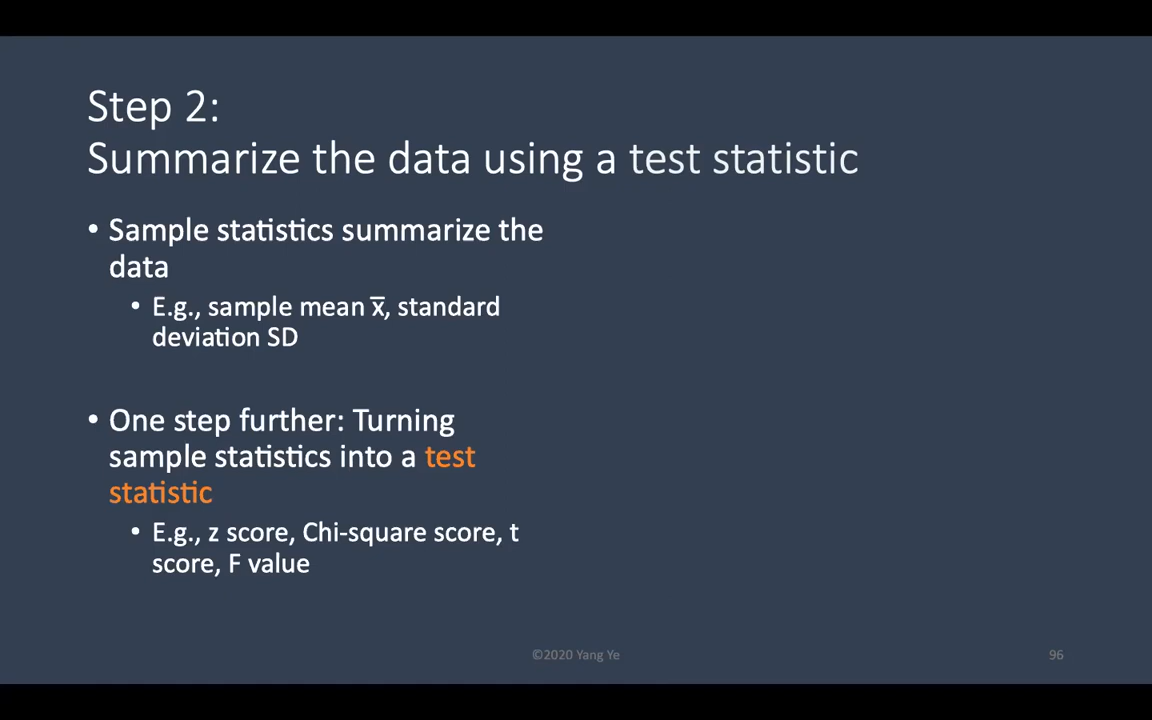 Step 2:
Summarize the data using a test statistic
• Sample statistics summarize the
data
• E.g., sample mean x̅, standard
deviation SD
• One step further: Turning
sample statistics into a test
statistic
• E.g., z score, Chi-square score, t
score, F value
©2020 Yang Ye
96